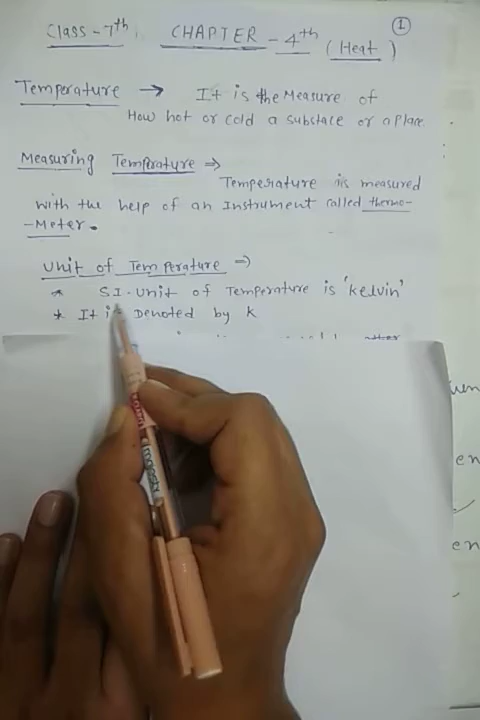 Class-7th, CHAPTER - 4th (Heat) 1
Temperature → It is the Measure of
How hot or cold a substace or a place
Measuring Temperature ⇒
Temperature is measured
with the help of an Instrument called thermo-
-Meter.
Unit of Temperature ⇒
* SI. Unit of Temperature is 'kelvin'
* It is Denoted by k